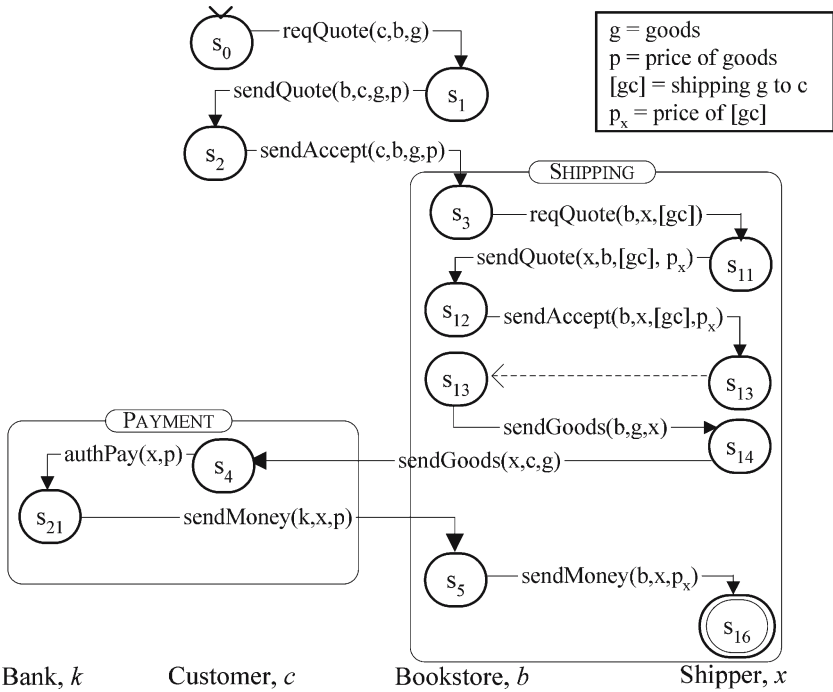 s0
reqQuote(c,b,g)
g = goods
p = price of goods
[gc] = shipping g to c
px = price of [gc]
sendQuote(b,c,g,p)
s1
s2
sendAccept(c,b,g,p)
SHIPPING
s3
reqQuote(b,x,[gc])
sendQuote(x,b,[gc], px)
s11
s12
sendAccept(b,x,[gc],px)
s13
s13
sendGoods(b,g,x)
s14
PAYMENT
authPay(x,p)
s4
sendGoods(x,c,g)
s21
sendMoney(k,x,p)
s5
sendMoney(b,x,px)
s16
Bank, k
Customer, c
Bookstore, b
Shipper, x